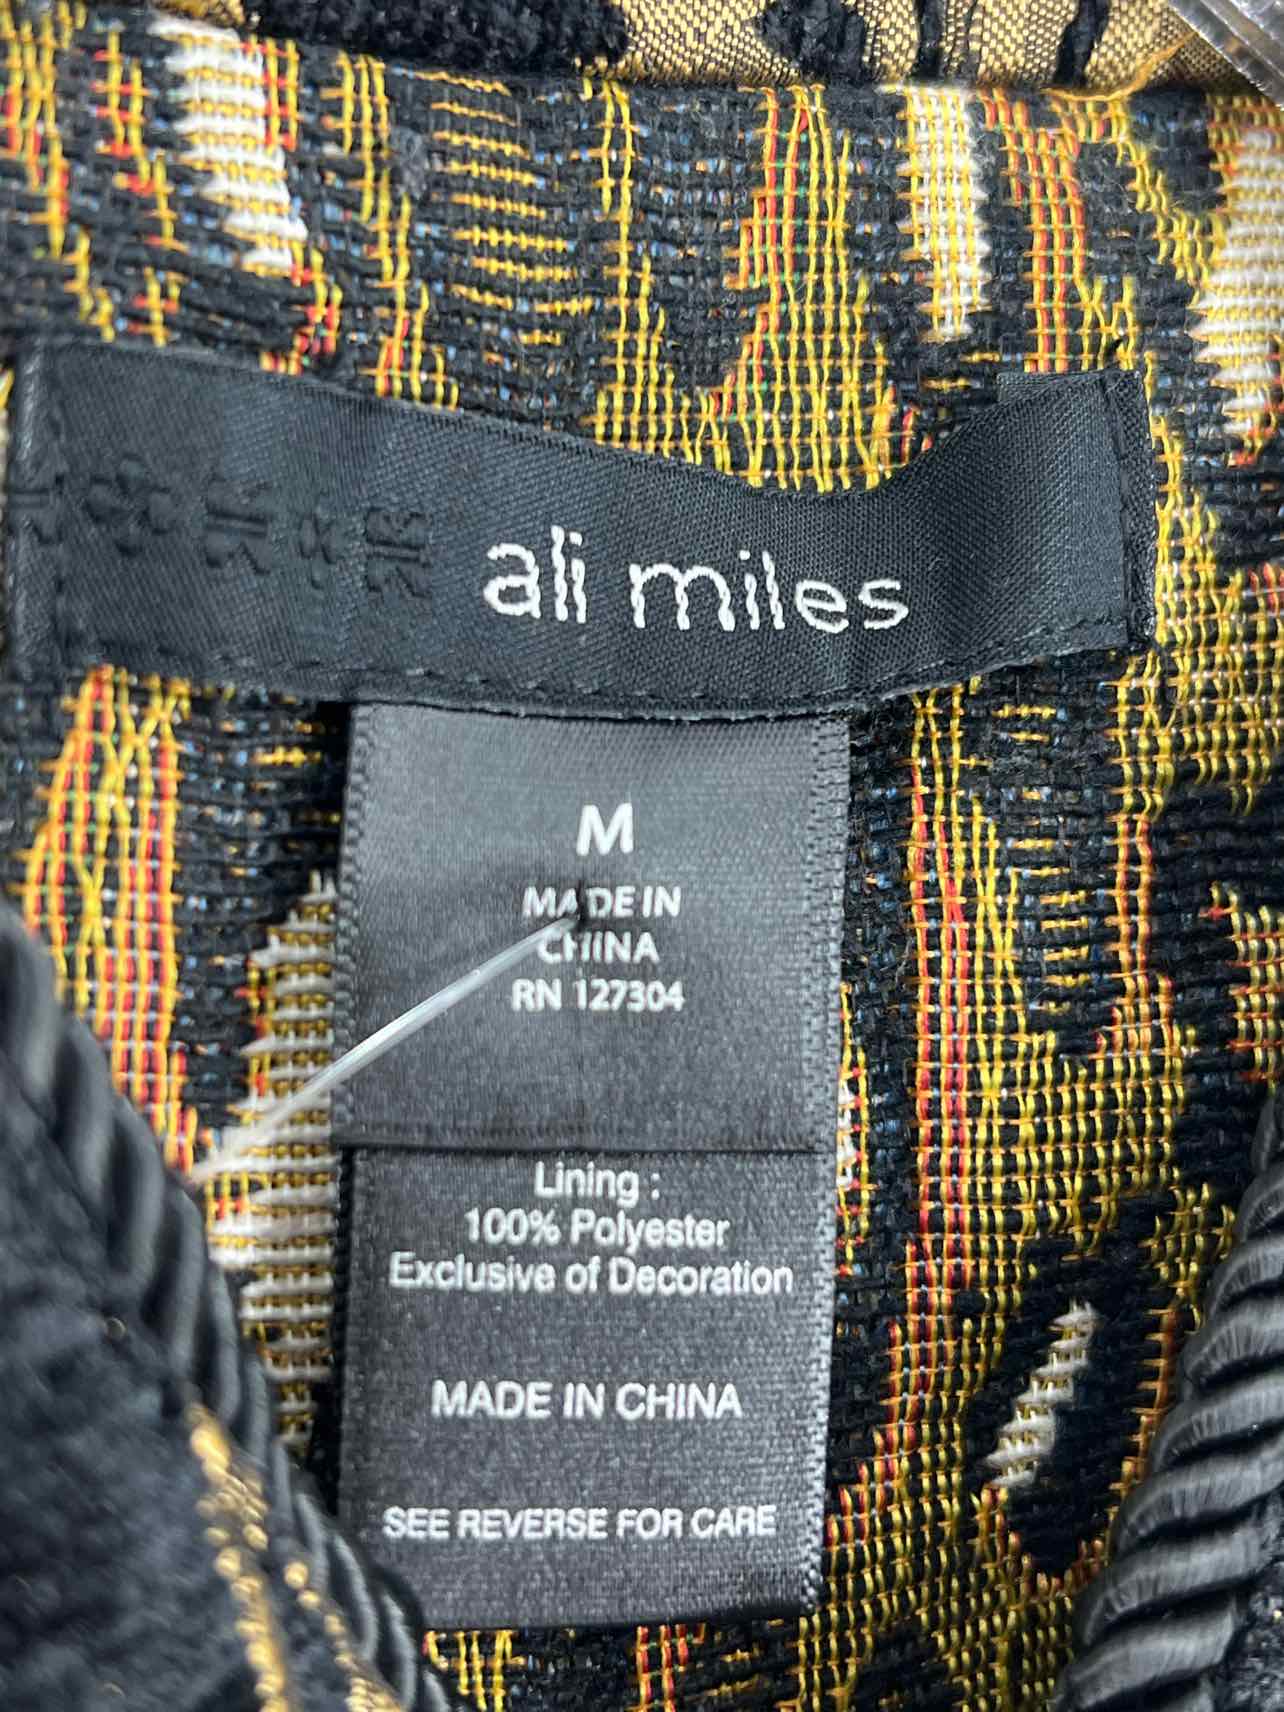 ali miles
M
MADE IN
CHINA
RN 127304
Lining :
100% Polyester
Exclusive of Decoration
MADE IN CHINA
SEE REVERSE FOR CARE